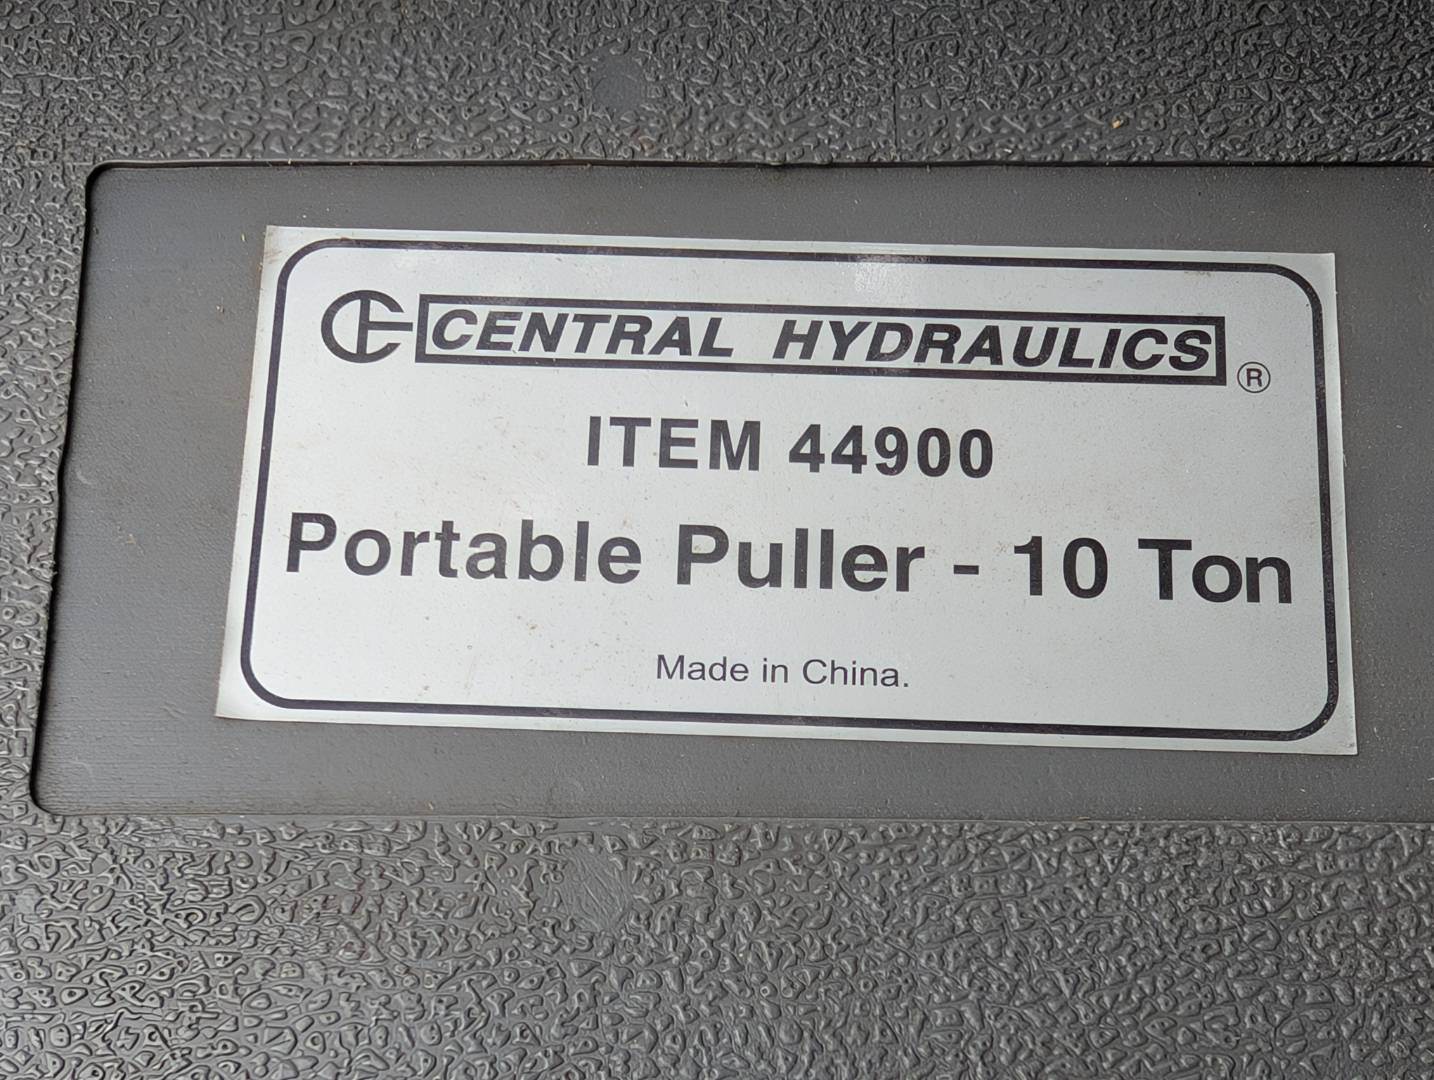 CENTRAL HYDRAULICS ®
ITEM 44900
Portable Puller - 10 Ton
Made in China.